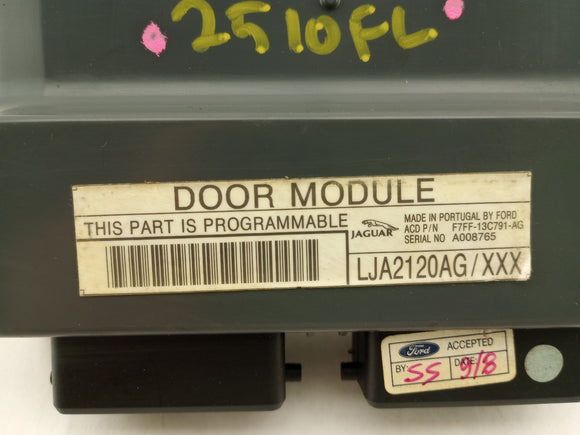 2510FL
DOOR MODULE
THIS PART IS PROGRAMMABLE
JAGUAR
MADE IN PORTUGAL BY FORD
ACD P/N F7FF-13C791-AG
SERIAL NO A008765
LJA2120AG/XXX
Ford ACCEPTED
BY: SS DATE: 9/8